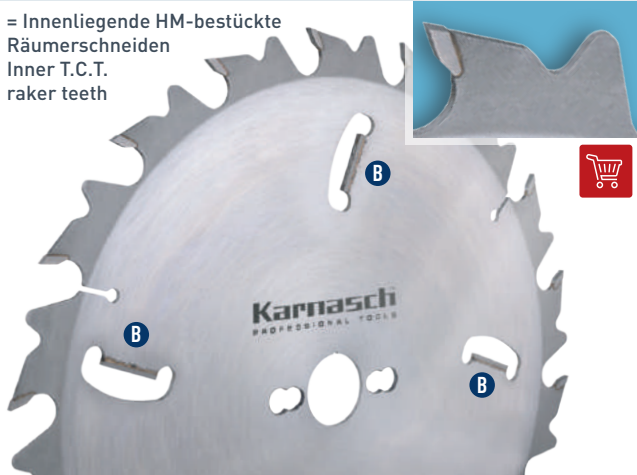 = Innenliegende HM-bestückte
Räumerschneiden
Inner T.C.T.
raker teeth
B
B
Karnasch
PROFESSIONAL TOOLS
B